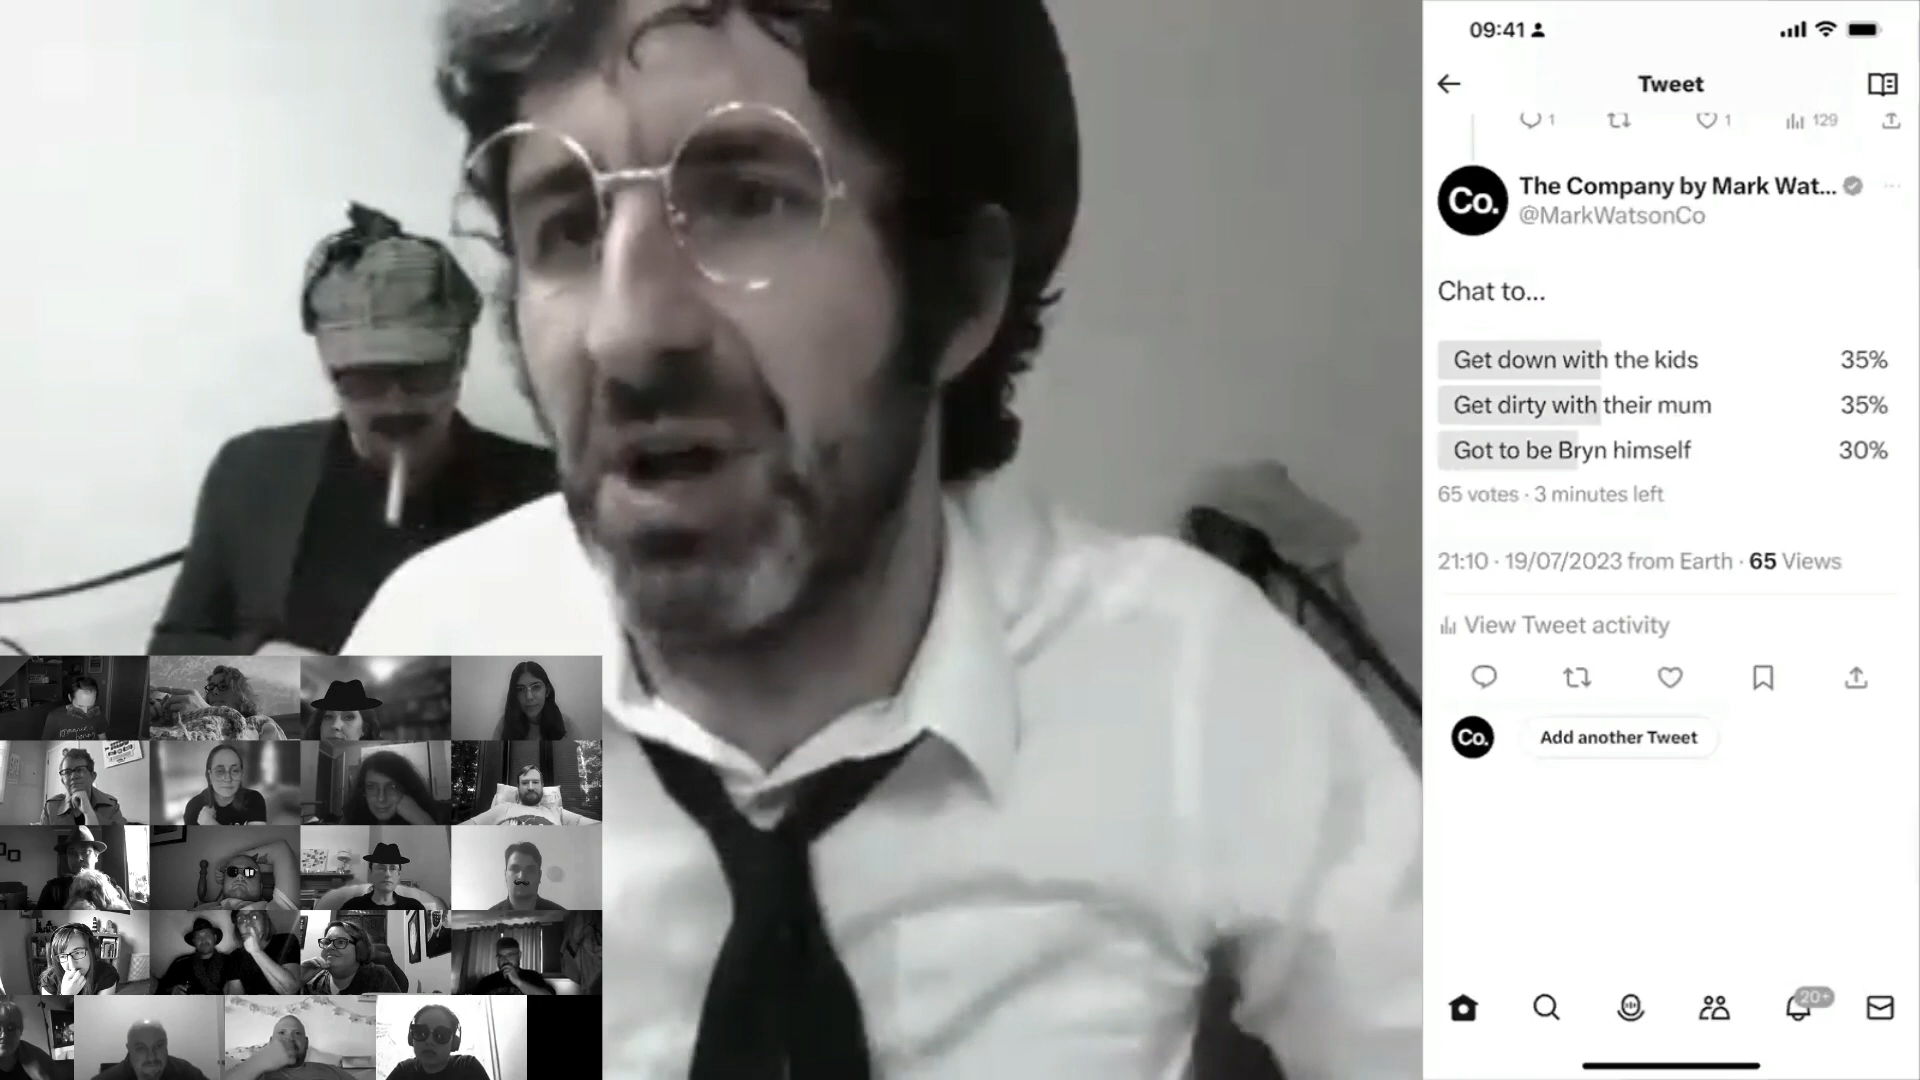 09:41
Tweet
1
1
129
Co.
The Company by Mark Wat...
@MarkWatsonCo
Chat to...
Get down with the kids
35%
Get dirty with their mum
35%
Got to be Bryn himself
30%
65 votes · 3 minutes left
21:10 · 19/07/2023 from Earth · 65 Views
View Tweet activity
Co.
Add another Tweet
20+